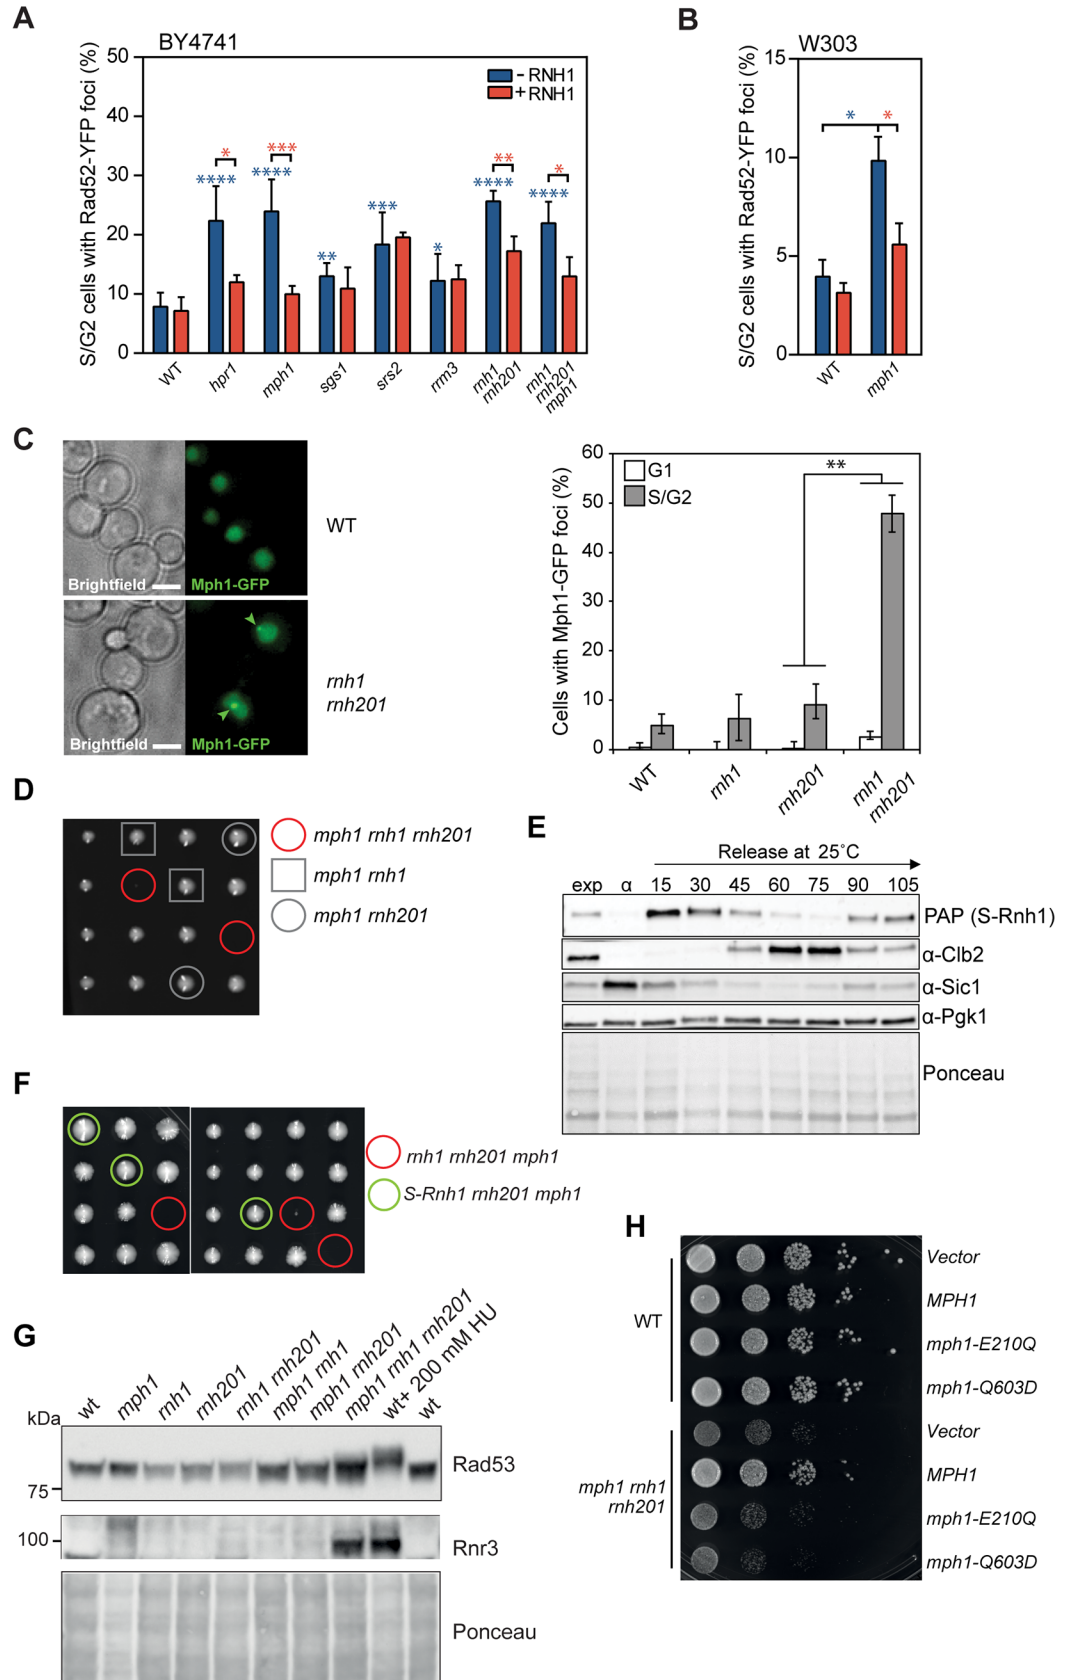 A
BY4741
S/G2 cells with Rad52-YFP foci (%)
50
40
30
20
10
0
- RNH1
+ RNH1
*
****
***
****
**
***
*
**
****
*
****
WT
hpr1
mph1
sgs1
srs2
rrm3
rnh1
rnh201
rnh1
rnh201
mph1
B
W303
S/G2 cells with Rad52-YFP foci (%)
15
10
5
0
*
*
WT
mph1
C
Brightfield
Mph1-GFP
WT
Brightfield
Mph1-GFP
rnh1
rnh201
Cells with Mph1-GFP foci (%)
60
50
40
30
20
10
0
G1
S/G2
**
WT
rnh1
rnh201
rnh1
rnh201
D
mph1 rnh1 rnh201
mph1 rnh1
mph1 rnh201
E
Release at 25˚C
exp α 15 30 45 60 75 90 105
PAP (S-Rnh1)
α-Clb2
α-Sic1
α-Pgk1
Ponceau
F
rnh1 rnh201 mph1
S-Rnh1 rnh201 mph1
G
wt
mph1
rnh1
rnh201
rnh1 rnh201
mph1 rnh1
mph1 rnh201
mph1 rnh1 rnh201
wt+ 200 mM HU
wt
kDa
75
100
Rad53
Rnr3
Ponceau
H
WT
Vector
MPH1
mph1-E210Q
mph1-Q603D
mph1 rnh1
rnh201
Vector
MPH1
mph1-E210Q
mph1-Q603D